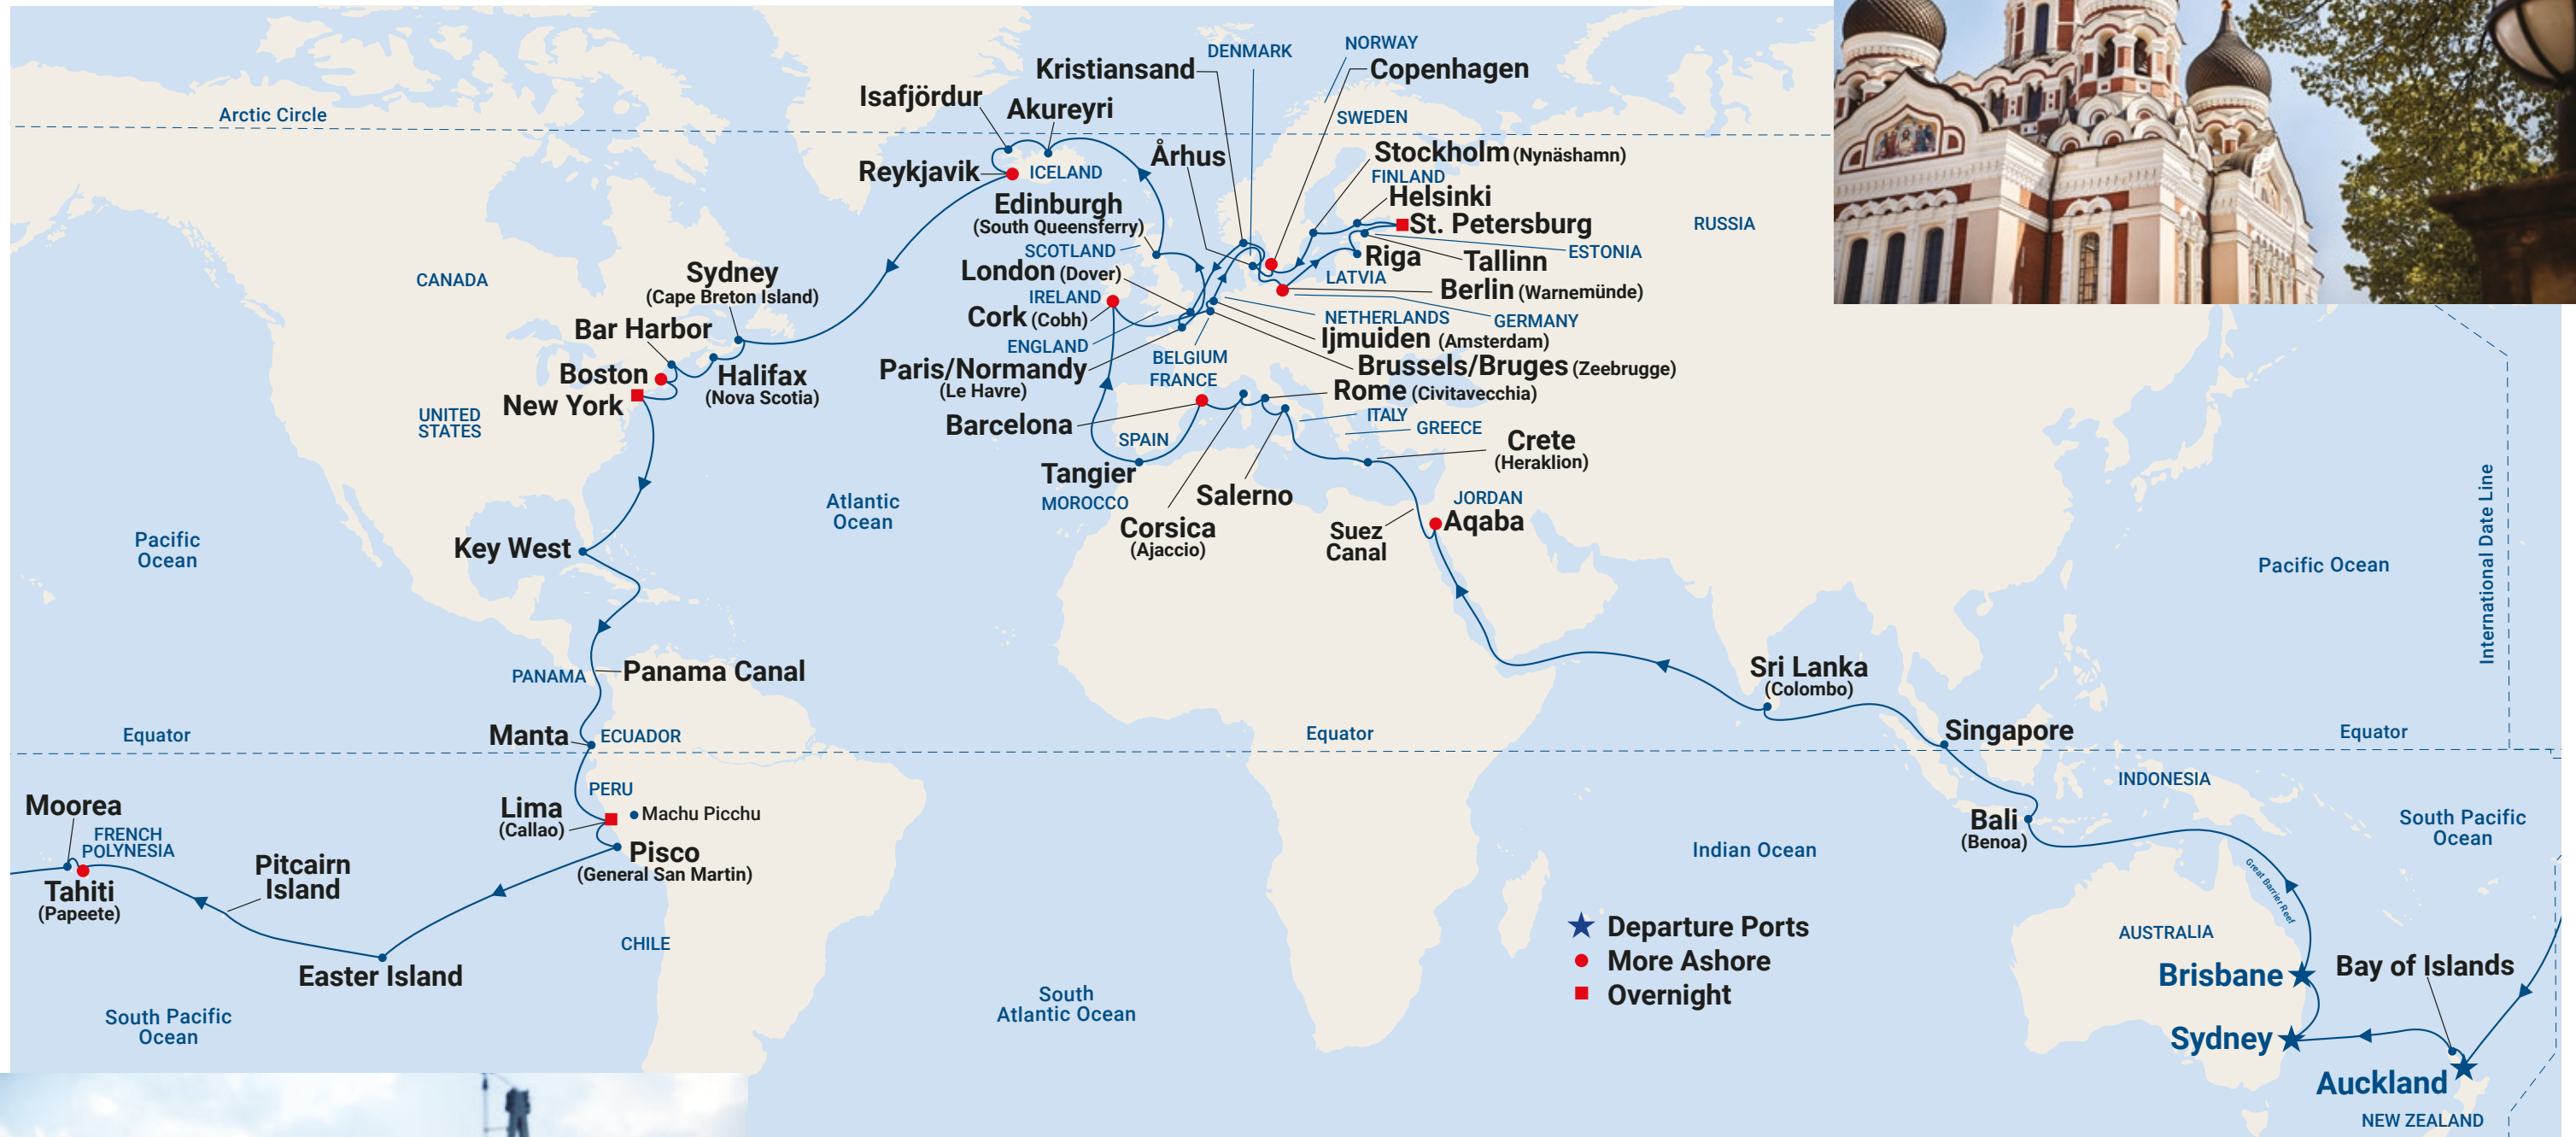 Arctic Circle
Isafjördur
Akureyri
Reykjavik
ICELAND
Kristiansand
DENMARK
NORWAY
Copenhagen
SWEDEN
Århus
Stockholm (Nynäshamn)
FINLAND
Helsinki
St. Petersburg
RUSSIA
ESTONIA
Edinburgh
(South Queensferry)
SCOTLAND
Riga
Tallinn
LATVIA
London (Dover)
Berlin (Warnemünde)
IRELAND
Cork (Cobh)
NETHERLANDS
GERMANY
ENGLAND
Ijmuiden (Amsterdam)
BELGIUM
Paris/Normandy
(Le Havre)
Brussels/Bruges (Zeebrugge)
FRANCE
Rome (Civitavecchia)
ITALY
Barcelona
SPAIN
GREECE
Crete
(Heraklion)
Tangier
MOROCCO
Corsica
(Ajaccio)
Salerno
Suez
Canal
JORDAN
Aqaba
CANADA
Sydney
(Cape Breton Island)
Bar Harbor
Boston
Halifax
(Nova Scotia)
New York
UNITED
STATES
Atlantic
Ocean
Pacific
Ocean
Key West
PANAMA
Panama Canal
Equator
Manta
ECUADOR
PERU
Lima
(Callao)
Machu Picchu
Pisco
(General San Martin)
Moorea
FRENCH
POLYNESIA
Tahiti
(Papeete)
Pitcairn
Island
Easter Island
CHILE
South Pacific
Ocean
South
Atlantic Ocean
Equator
Sri Lanka
(Colombo)
Singapore
Equator
INDONESIA
Bali
(Benoa)
Indian Ocean
Pacific Ocean
International Date Line
South Pacific
Ocean
Great Barrier Reef
AUSTRALIA
Brisbane
Bay of Islands
Sydney
Auckland
NEW ZEALAND
Departure Ports
More Ashore
Overnight